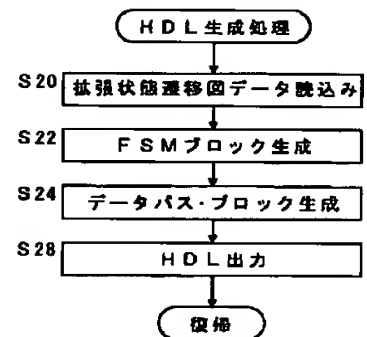 HDL生成処理
S20 拡張状態遷移図データ読込み
S22 FSMブロック生成
S24 データパス・ブロック生成
S28 HDL出力
復帰